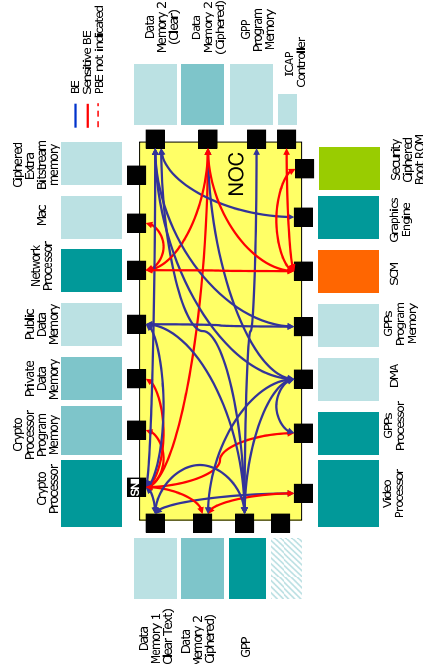 BE
Sensitive BE
PBE not indicated
Data
Memory 2
(Clear)
Data
Memory 2
(Ciphered)
GPP
Program
Memory
ICAP
Controller
Ciphered
Extra
Bitstream
memory
Mac
Network
Processor
Public
Data
Memory
Private
Data
Memory
Crypto
Processor
Program
Memory
Crypto
Processor
NOC
SNI
Security
Ciphered
Boot ROM
Graphics
Engine
SCM
GPPs
Program
Memory
DMA
GPPs
Processor
Video
Processor
Data
Memory 1
Clear Text)
Data
Memory 2
Ciphered)
GPP